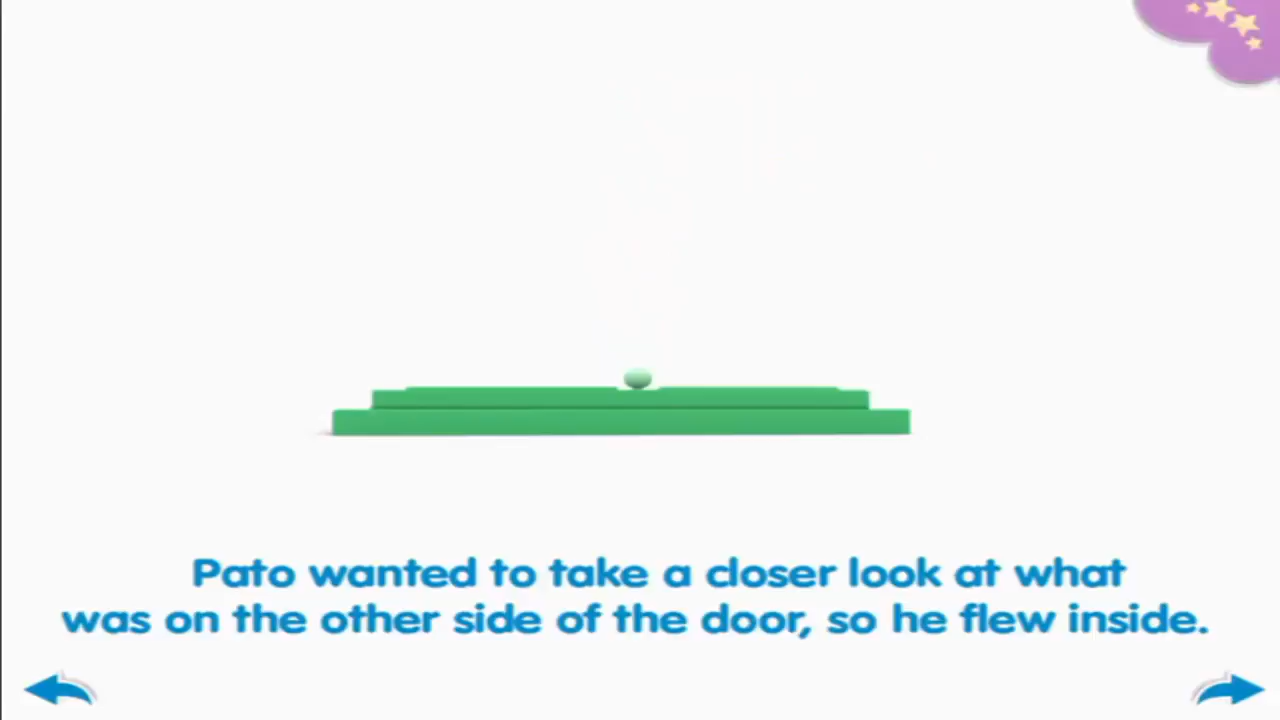 Pato wanted to take a closer look at what
was on the other side of the door, so he flew inside.